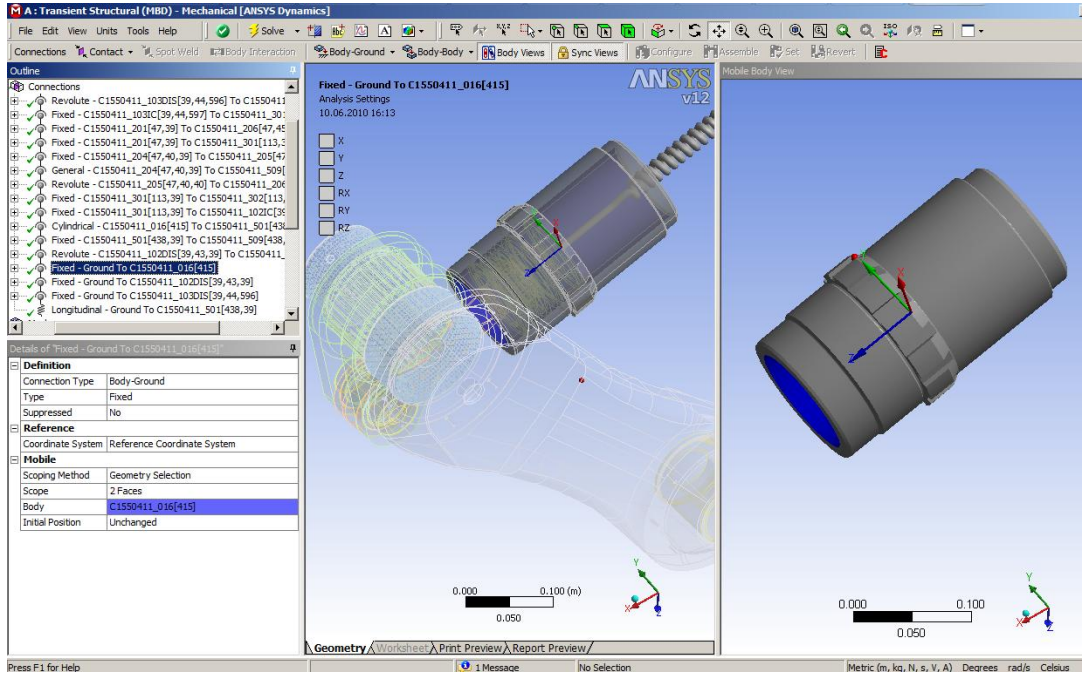 A : Transient Structural (MBD) - Mechanical [ANSYS Dynamics]
File Edit View Units Tools Help Solve
Connections Contact Spot Weld Body Interaction Body-Ground Body-Body Body Views Sync Views Configure Assemble Set Revert
Outline
Connections
Revolute - C1550411_103DIS[39,44,596] To C155041
Fixed - C1550411_103IC[39,44,597] To C1550411_301
Fixed - C1550411_201[47,39] To C1550411_206[47,
Fixed - C1550411_201[47,39] To C1550411_301[113,
Fixed - C1550411_204[47,40,39] To C1550411_205[47
General - C1550411_204[47,40,39] To C1550411_509[
Revolute - C1550411_205[47,40,40] To C1550411_206
Fixed - C1550411_301[113,39] To C1550411_302[113,
Fixed - C1550411_301[113,39] To C1550411_102IC[
Cylindrical - C1550411_016[415] To C1550411_501[43
Fixed - C1550411_501[438,39] To C1550411_509[438,
Revolute - C1550411_102DIS[39,43,39] To C1550411_
Fixed - Ground To C1550411_016[415]
Fixed - Ground To C1550411_102DIS[39,43,39]
Fixed - Ground To C1550411_103DIS[39,44,596]
Longitudinal - Ground To C1550411_501[438,39]
Details of "Fixed - Ground To C1550411_016[415]"
Definition
Connection Type Body-Ground
Type Fixed
Suppressed No
Reference
Coordinate System Reference Coordinate System
Mobile
Scoping Method Geometry Selection
Scope 2 Faces
Body C1550411_016[415]
Initial Position Unchanged
Fixed - Ground To C1550411_016[415]
Analysis Settings
10.06.2010 16:13
X
Y
Z
RX
RY
RZ
ANSYS
v12
Z
Y
X
Z
0.000 0.100 (m)
0.050
Geometry Worksheet Print Preview Report Preview
Mobile Body View
X
Z
Y
X
Z
0.000 0.100
0.050
Press F1 for Help 1 Message No Selection Metric (m, kg, N, s, V, A) Degrees rad/s Celsius